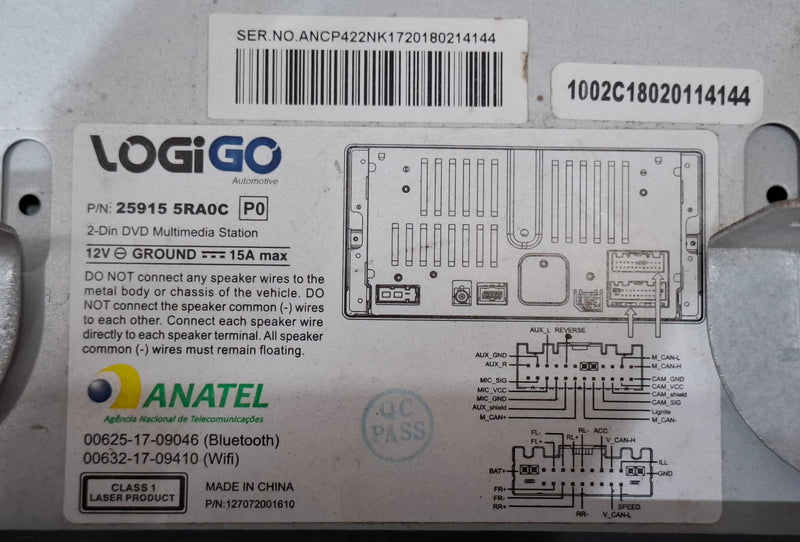 SER.NO.ANCP422NK1720180214144
1002C18020114144
LOGiGO
Automotive
P/N: 25915 5RA0C P0
2-Din DVD Multimedia Station
12V ⊖ GROUND ⎓ 15A max
DO NOT connect any speaker wires to the
metal body or chassis of the vehicle. DO
NOT connect the speaker common (-) wires
to each other. Connect each speaker wire
directly to each speaker terminal. All speaker
common (-) wires must remain floating.
ANATEL
Agência Nacional de Telecomunicações
00625-17-09046 (Bluetooth)
00632-17-09410 (Wifi)
CLASS 1
LASER PRODUCT
MADE IN CHINA
P/N:127072001610
QC
PASS
AUX_L REVERSE
AUX_GND
AUX_R
MIC_SIG
MIC_VCC
MIC_GND
AUX_shield
M_CAN+
M_CAN-L
M_CAN-H
CAM_GND
CAM_VCC
CAM_shield
CAM_SIG
Lignite
M_CAN-
FL-
FL+
RL+
RL-
ACC
V_CAN-H
BAT+
ILL
GND
FR+
FR-
RR+
RR-
V_CAN-L
SPEED